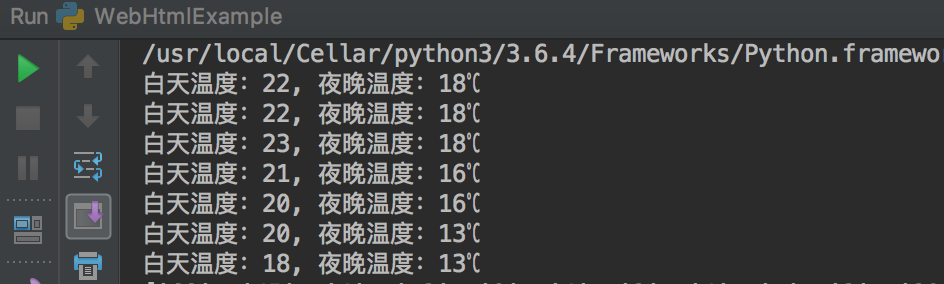 Run WebHtmlExample
/usr/local/Cellar/python3/3.6.4/Frameworks/Python.framewo
白天温度：22, 夜晚温度：18℃
白天温度：22, 夜晚温度：18℃
白天温度：23, 夜晚温度：18℃
白天温度：21, 夜晚温度：16℃
白天温度：20, 夜晚温度：16℃
白天温度：20, 夜晚温度：13℃
白天温度：18, 夜晚温度：13℃